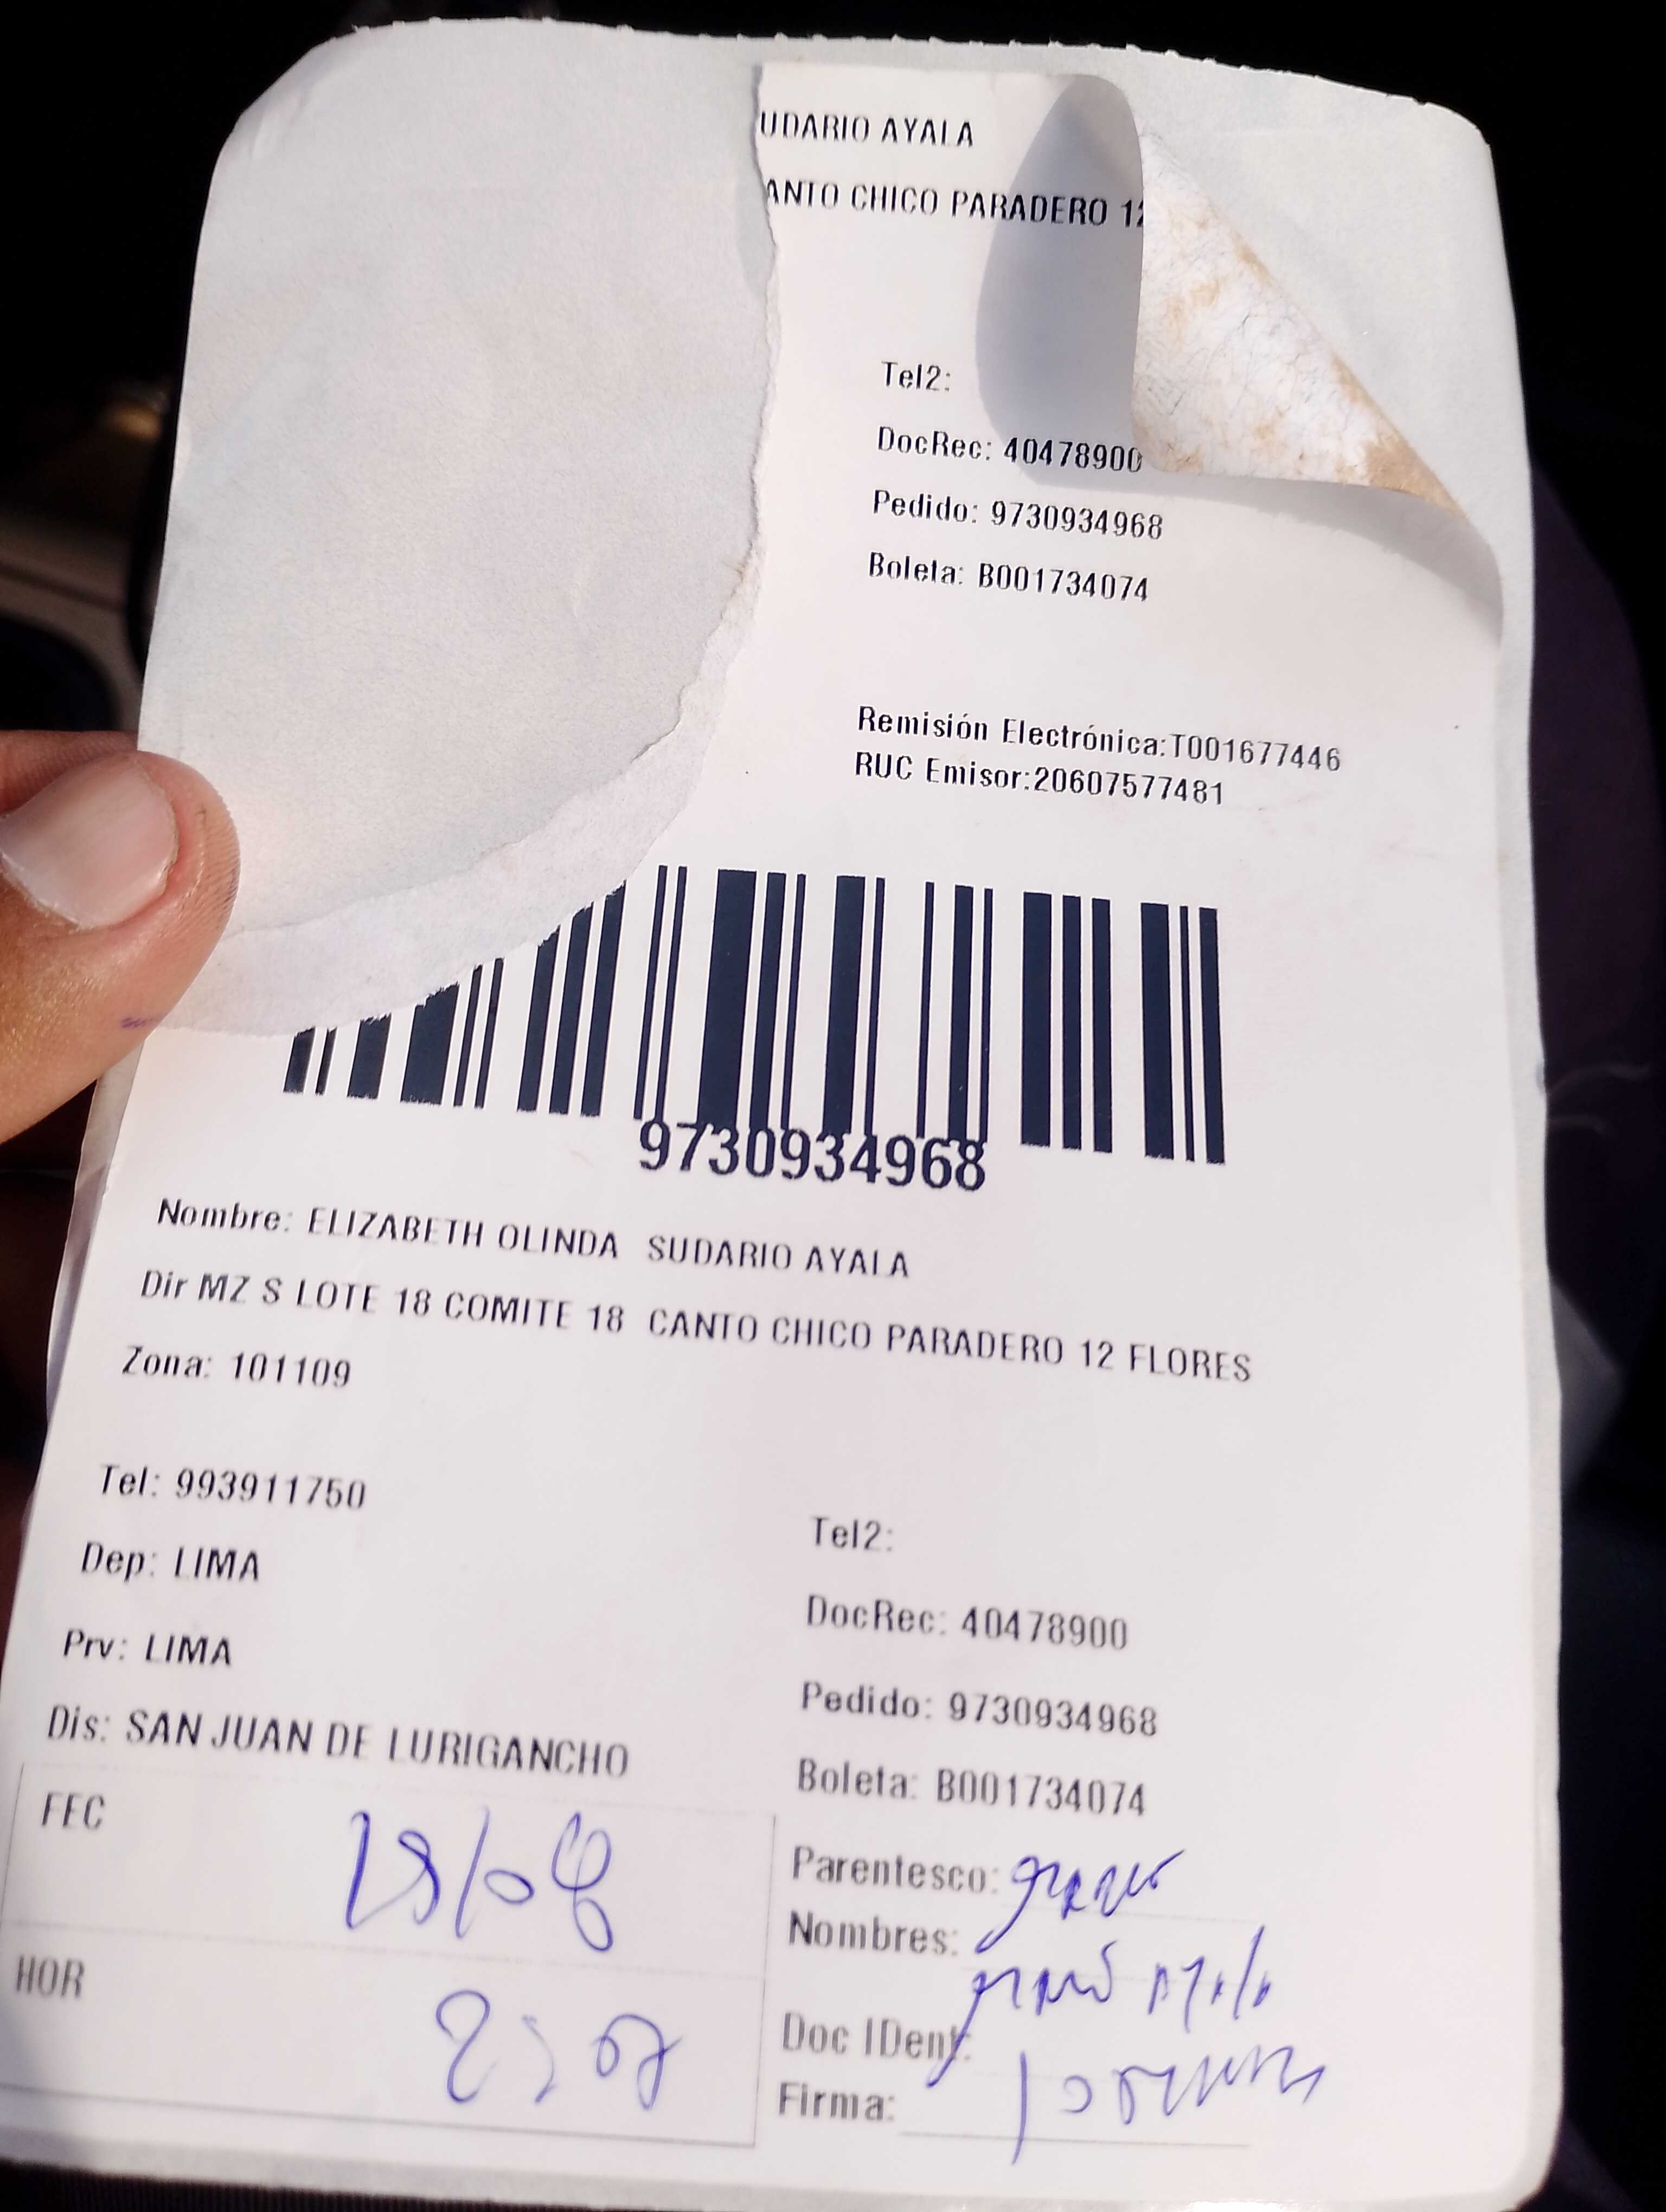 UDARIO AYALA
ANTO CHICO PARADERO 12
Tel2:
DocRec: 40478900
Pedido: 9730934968
Boleta: B001734074
Remisión Electrónica:T001677446
RUC Emisor:20607577481
9730934968
Nombre: ELIZABETH OLINDA SUDARIO AYALA
Dir MZ S LOTE 18 COMITE 18 CANTO CHICO PARADERO 12 FLORES
Zona: 101109
Tel: 993911750
Dep: LIMA
Prv: LIMA
Dis: SAN JUAN DE LURIGANCHO
Tel2:
DocRec: 40478900
Pedido: 9730934968
Boleta: B001734074
FEC
HOR
Parentesco:
Nombres:
Doc IDent:
Firma: